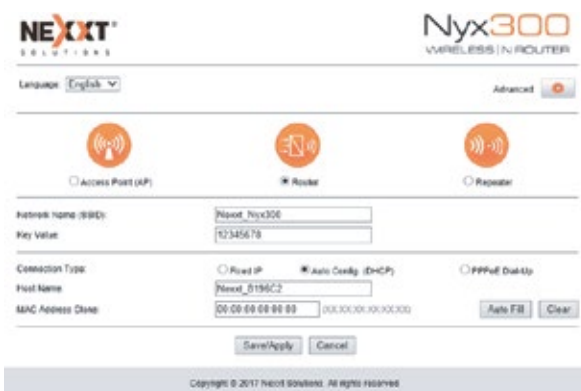 NEXXT
SOLUTIONS
Nyx300
WIRELESS | N ROUTER
Language: English
Advanced
Access Point (AP)
Router
Repeater
Network Name (SSID): Nexxt_Nyx300
Key Value: 12345678
Connection Type: Fixed IP Auto Config (DHCP) PPPoE Dial-Up
Host Name: Nexxt_8196C2
MAC Address Clone: 00:00:00:00:00:00 (XX:XX:XX:XX:XX:XX) Auto Fill Clear
Save/Apply Cancel
Copyright © 2017 Nexxt Solutions. All rights reserved